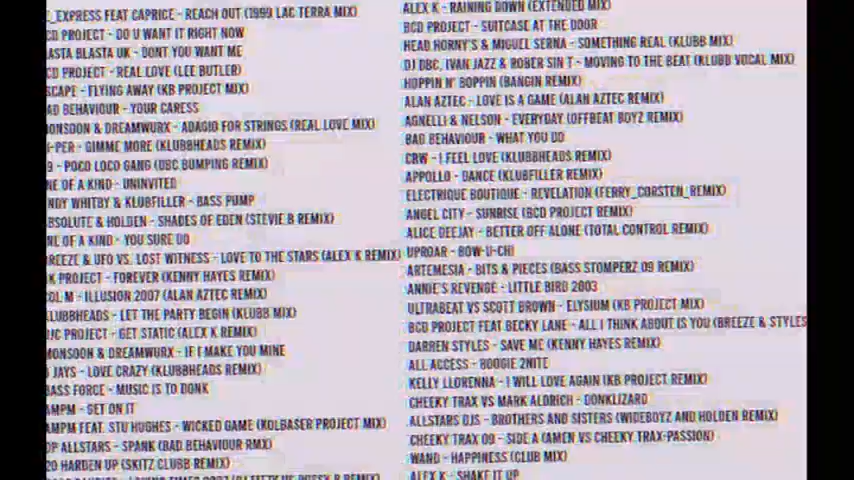 _EXPRESS FEAT CAPRICE - REACH OUT (1999 LAC TERRA MIX)
CD PROJECT - DO U WANT IT RIGHT NOW
ASTA BLASTA UK - DONT YOU WANT ME
CD PROJECT - REAL LOVE (LEE BUTLER)
SCAPE - FLYING AWAY (KB PROJECT MIX)
AD BEHAVIOUR - YOUR CARESS
ONSOON & DREAMWURX - ADAGIO FOR STRINGS (REAL LOVE MIX)
-PER - GIMME MORE (KLUBBHEADS REMIX)
9 - POCO LOCO GANG (DBC BUMPING REMIX)
NE OF A KIND - UNINVITED
NDY WHITBY & KLUBFILLER - BASS PUMP
BSOLUTE & HOLDEN - SHADES OF EDEN (STEVIE B REMIX)
NE OF A KIND - YOU SURE DO
REEZE & UFO VS. LOST WITNESS - LOVE TO THE STARS (ALEX K REMIX)
K PROJECT - FOREVER (KENNY HAYES REMIX)
OL M - ILLUSION 2007 (ALAN AZTEC REMIX)
LUBBHEADS - LET THE PARTY BEGIN (KLUBB MIX)
JC PROJECT - GET STATIC (ALEX K REMIX)
MONSOON & DREAMWURX - IF I MAKE YOU MINE
JAYS - LOVE CRAZY (KLUBBHEADS REMIX)
BASS FORCE - MUSIC IS TO DONK
AMPM - GET ON IT
AMPM FEAT. STU HUGHES - WICKED GAME (KOLBASER PROJECT MIX)
OP ALLSTARS - SPANK (BAD BEHAVIOUR RMX)
20 HARDEN UP (SKITZ CLUBB REMIX)
ALEX K - RAINING DOWN (EXTENDED MIX)
BCD PROJECT - SUITCASE AT THE DOOR
HEAD HORNY'S & MIGUEL SERNA - SOMETHING REAL (KLUBB MIX)
DJ DBC, IVAN JAZZ & ROBER SIN T - MOVING TO THE BEAT (KLUBB VOCAL MIX)
HOPPIN N' BOPPIN (BANGIN REMIX)
ALAN AZTEC - LOVE IS A GAME (ALAN AZTEC REMIX)
AGNELLI & NELSON - EVERYDAY (OFFBEAT BOYZ REMIX)
BAD BEHAVIOUR - WHAT YOU DO
CRW - I FEEL LOVE (KLUBBHEADS REMIX)
APPOLLO - DANCE (KLUBFILLER REMIX)
ELECTRIQUE BOUTIQUE - REVELATION (FERRY_CORSTEN_REMIX)
ANGEL CITY - SUNRISE (BCD PROJECT REMIX)
ALICE DEEJAY - BETTER OFF ALONE (TOTAL CONTROL REMIX)
UPROAR - BOW-U-CHI
ARTEMESIA - BITS & PIECES (BASS STOMPERZ 09 REMIX)
ANNIE'S REVENGE - LITTLE BIRD 2003
ULTRABEAT VS SCOTT BROWN - ELYSIUM (KB PROJECT MIX)
BCD PROJECT FEAT BECKY LANE - ALL I THINK ABOUT IS YOU (BREEZE & STYLES
DARREN STYLES - SAVE ME (KENNY HAYES REMIX)
ALL ACCESS - BOOGIE 2NITE
KELLY LLORENNA - I WILL LOVE AGAIN (KB PROJECT REMIX)
CHEEKY TRAX VS MARK ALDRICH - DONKLIZARD
ALLSTARS DJS - BROTHERS AND SISTERS (WIDEBOYZ AND HOLDEN REMIX)
CHEEKY TRAX 09 - SIDE A (AMEN VS CHEEKY TRAX-PASSION)
WAND - HAPPINESS (CLUB MIX)
ALEX K - SHAKE IT UP